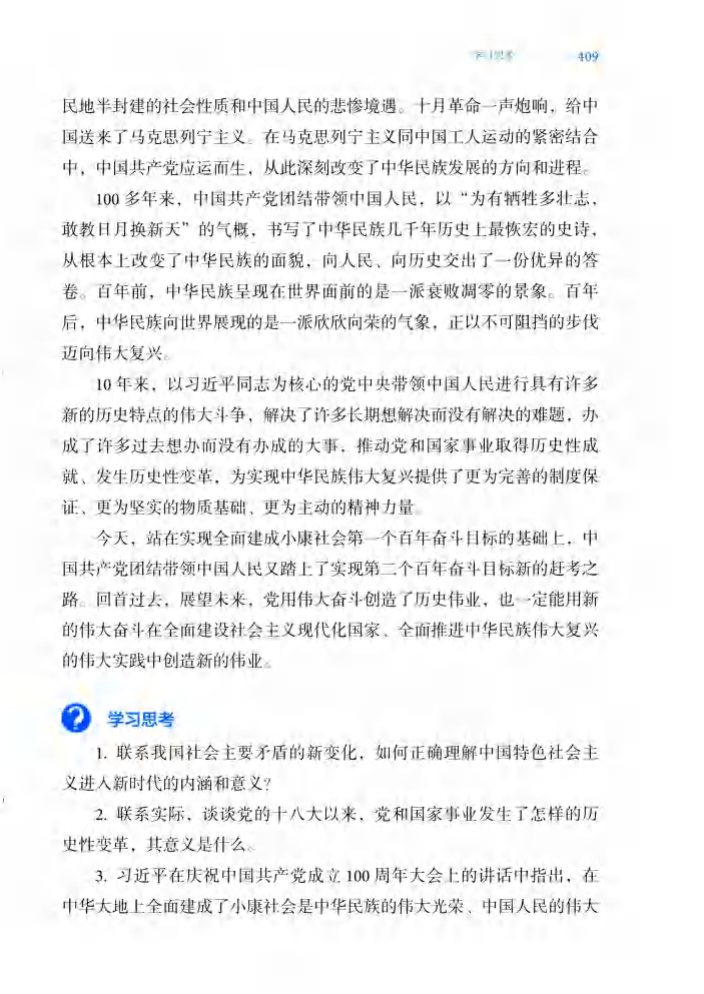 学习思考 409
民地半封建的社会性质和中国人民的悲惨境遇。十月革命一声炮响，给中
国送来了马克思列宁主义。在马克思列宁主义同中国工人运动的紧密结合
中，中国共产党应运而生，从此深刻改变了中华民族发展的方向和进程。
100 多年来，中国共产党团结带领中国人民，以“为有牺牲多壮志，
敢教日月换新天”的气概，书写了中华民族几千年历史上最恢宏的史诗，
从根本上改变了中华民族的面貌，向人民、向历史交出了一份优异的答
卷。百年前，中华民族呈现在世界面前的是一派衰败凋零的景象。百年
后，中华民族向世界展现的是一派欣欣向荣的气象，正以不可阻挡的步伐
迈向伟大复兴。
10 年来，以习近平同志为核心的党中央带领中国人民进行具有许多
新的历史特点的伟大斗争，解决了许多长期想解决而没有解决的难题，办
成了许多过去想办而没有办成的大事，推动党和国家事业取得历史性成
就、发生历史性变革，为实现中华民族伟大复兴提供了更为完善的制度保
证、更为坚实的物质基础、更为主动的精神力量。
今天，站在实现全面建成小康社会第一个百年奋斗目标的基础上，中
国共产党团结带领中国人民又踏上了实现第二个百年奋斗目标新的赶考之
路。回首过去，展望未来，党用伟大奋斗创造了历史伟业，也一定能用新
的伟大奋斗在全面建设社会主义现代化国家、全面推进中华民族伟大复兴
的伟大实践中创造新的伟业。
学习思考
1. 联系我国社会主要矛盾的新变化，如何正确理解中国特色社会主
义进入新时代的内涵和意义？
2. 联系实际，谈谈党的十八大以来，党和国家事业发生了怎样的历
史性变革，其意义是什么。
3. 习近平在庆祝中国共产党成立 100 周年大会上的讲话中指出，在
中华大地上全面建成了小康社会是中华民族的伟大光荣、中国人民的伟大